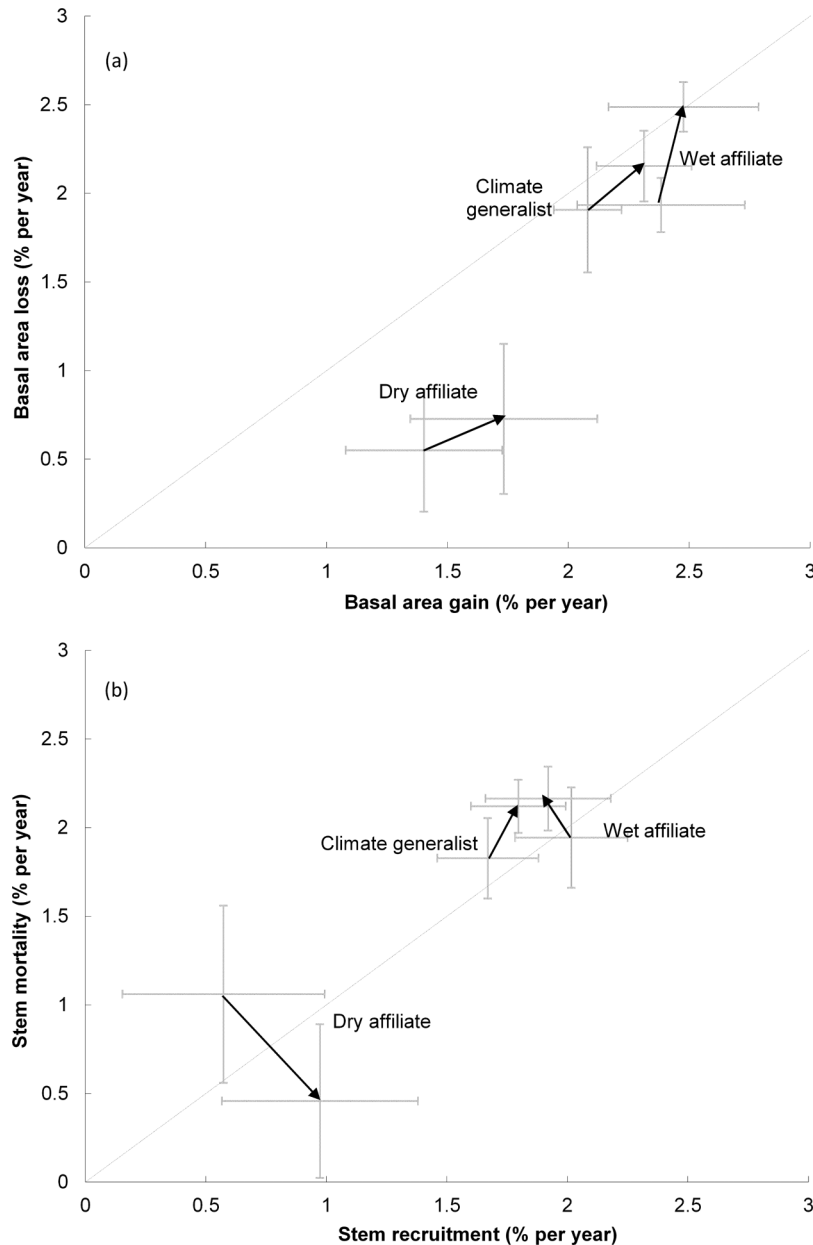 3
(a)
2.5
Wet affiliate
Climate
generalist
2
Basal area loss (% per year)
1.5
1
Dry affiliate
0.5
0
0
0.5
1
1.5
2
2.5
3
Basal area gain (% per year)
3
(b)
2.5
2
Climate generalist
Wet affiliate
Stem mortality (% per year)
1.5
1
Dry affiliate
0.5
0
0
0.5
1
1.5
2
2.5
3
Stem recruitment (% per year)